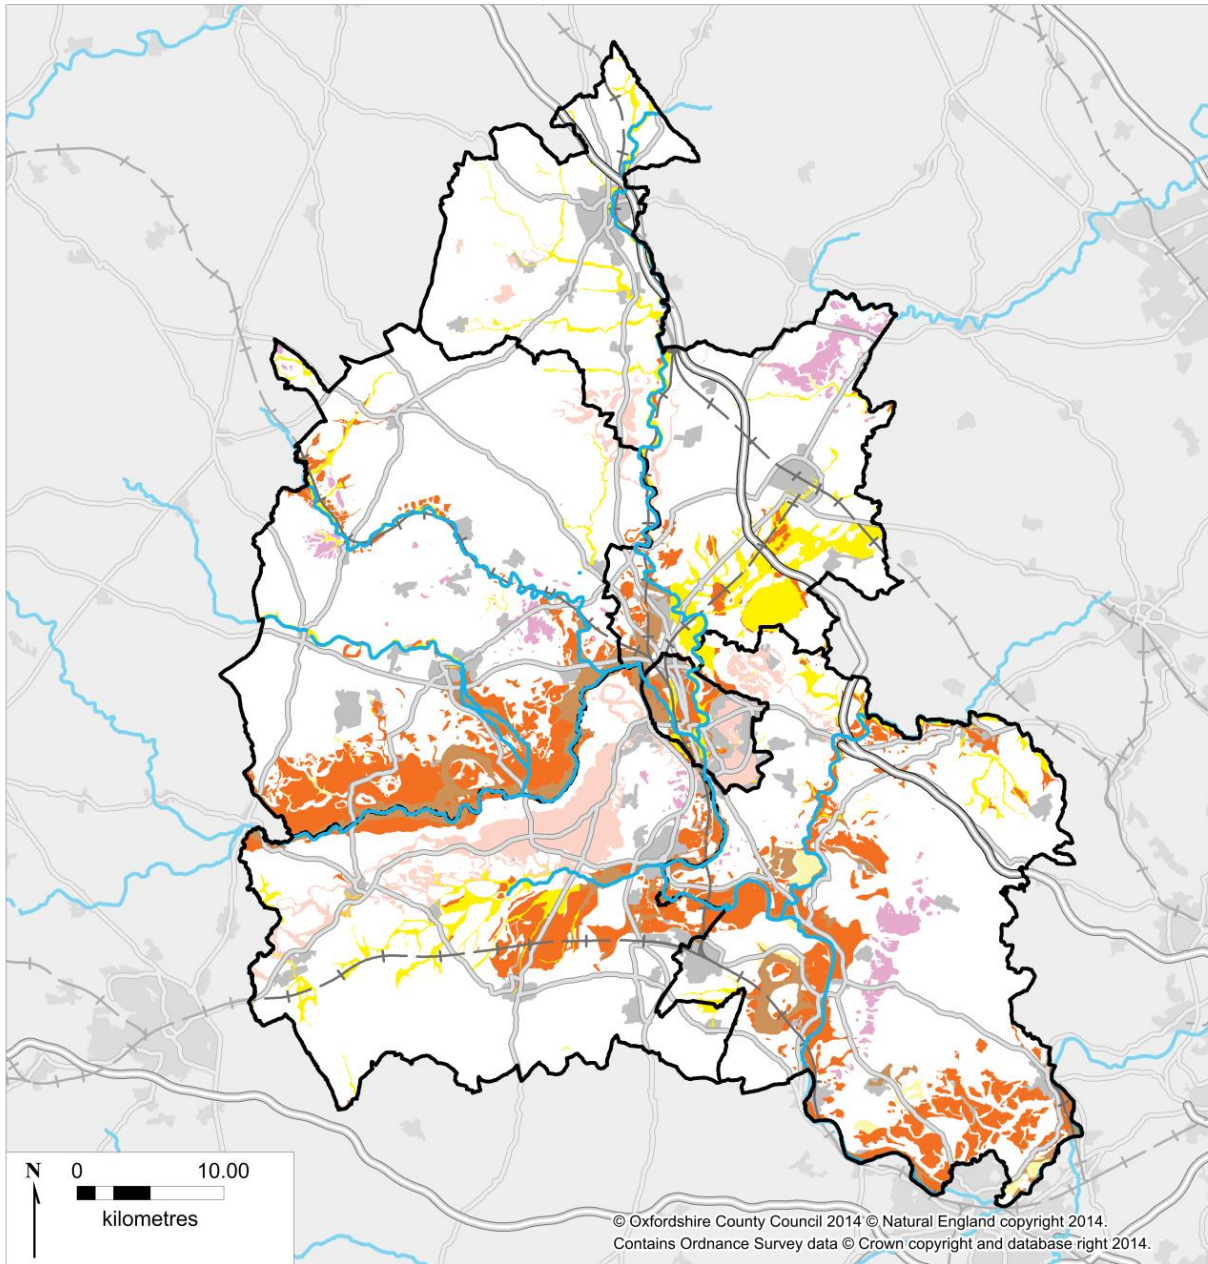 N 0 10.00
kilometres
© Oxfordshire County Council 2014 © Natural England copyright 2014.
Contains Ordnance Survey data © Crown copyright and database right 2014.